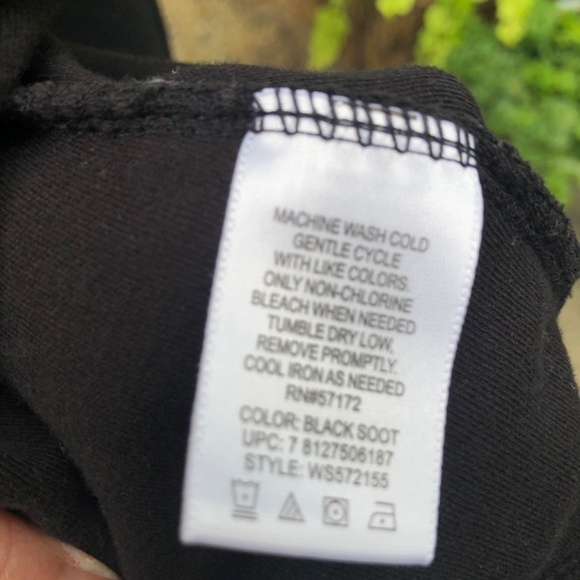 MACHINE WASH COLD
GENTLE CYCLE
WITH LIKE COLORS.
ONLY NON-CHLORINE
BLEACH WHEN NEEDED
TUMBLE DRY LOW,
REMOVE PROMPTLY.
COOL IRON AS NEEDED
RN#57172
COLOR: BLACK SOOT
UPC: 7 8127506187
STYLE: WS572155